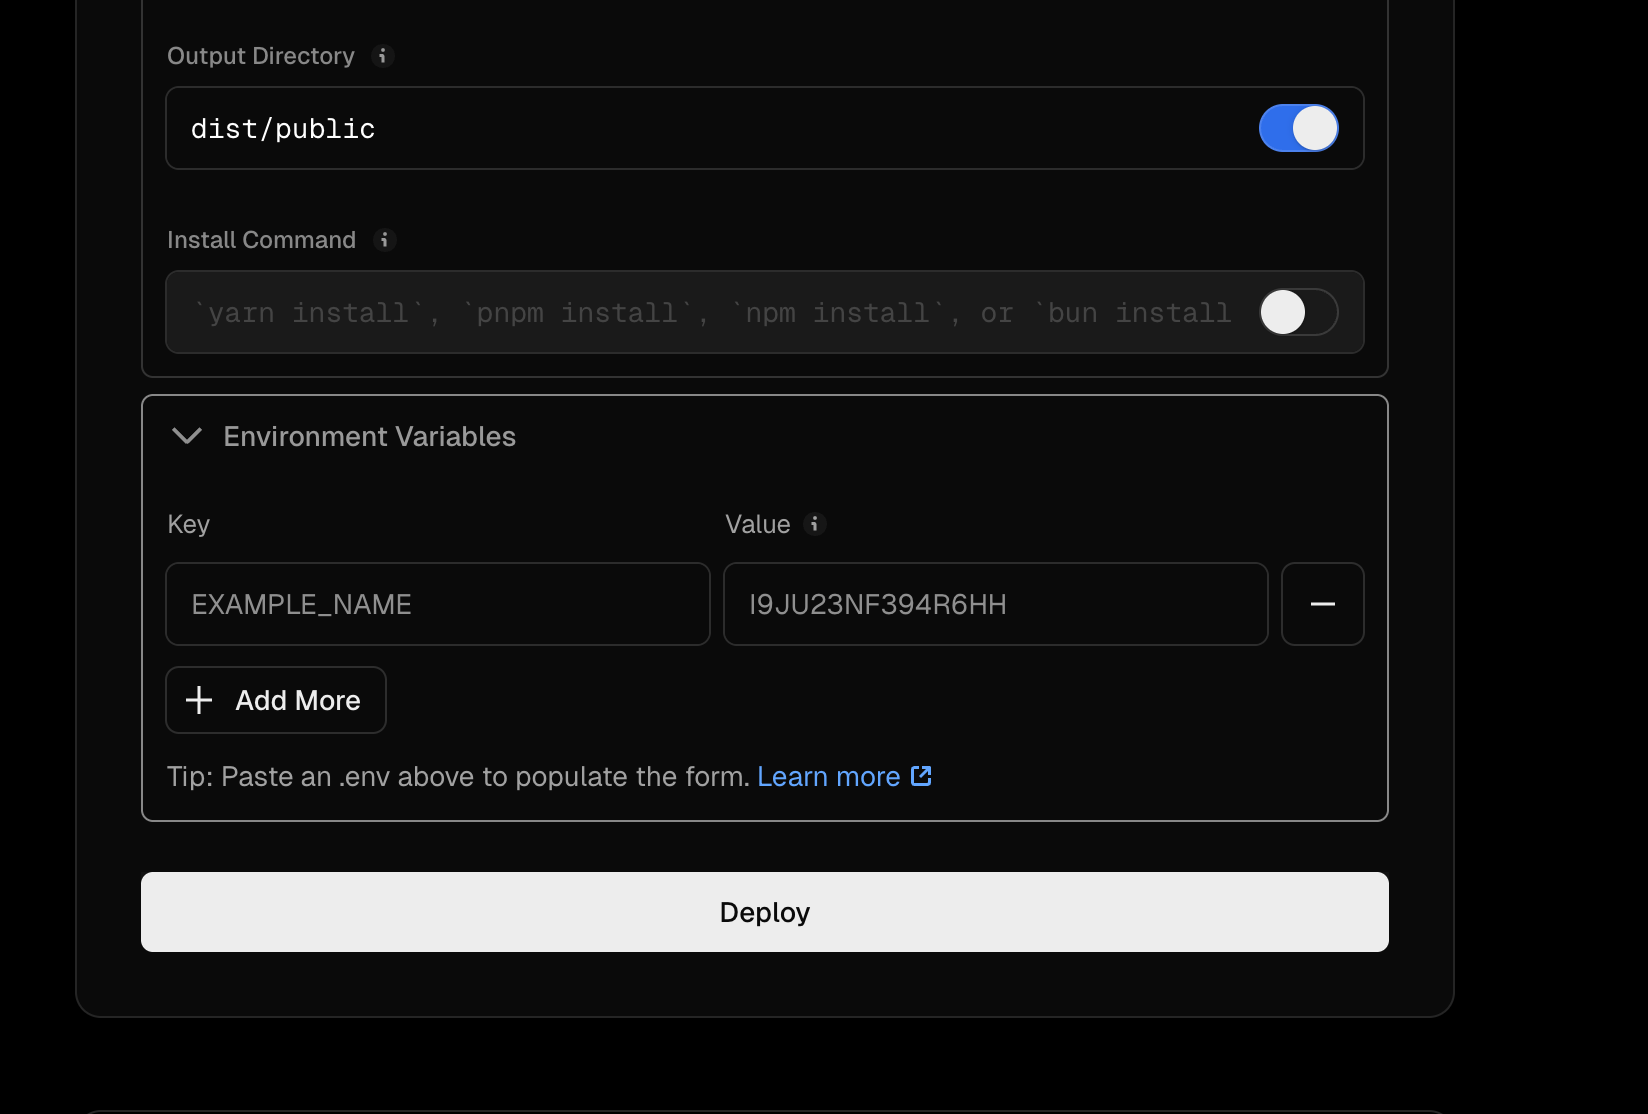 Output Directory
dist/public
Install Command
`yarn install`, `pnpm install`, `npm install`, or `bun install
Environment Variables
Key
Value
EXAMPLE_NAME
I9JU23NF394R6HH
Add More
Tip: Paste an .env above to populate the form. Learn more
Deploy